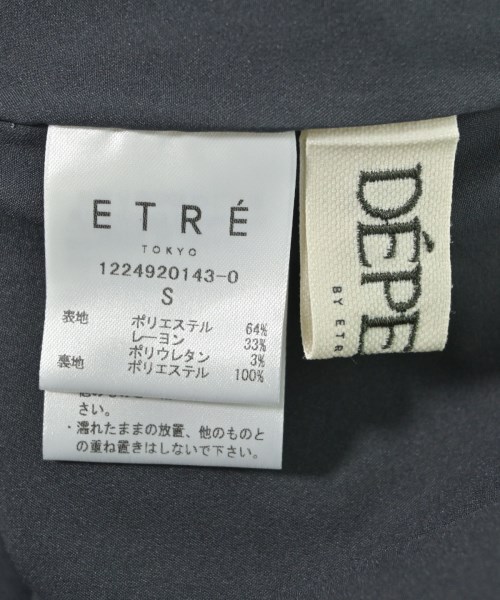 ETRÉ
TOKYO
1224920143-0
S
表地 ポリエステル 64%
レーヨン 33%
ポリウレタン 3%
裏地 ポリエステル 100%
さい。
・濡れたままの放置、他のものと
の重ね置きはしないで下さい。
DÉPE
BY ETR